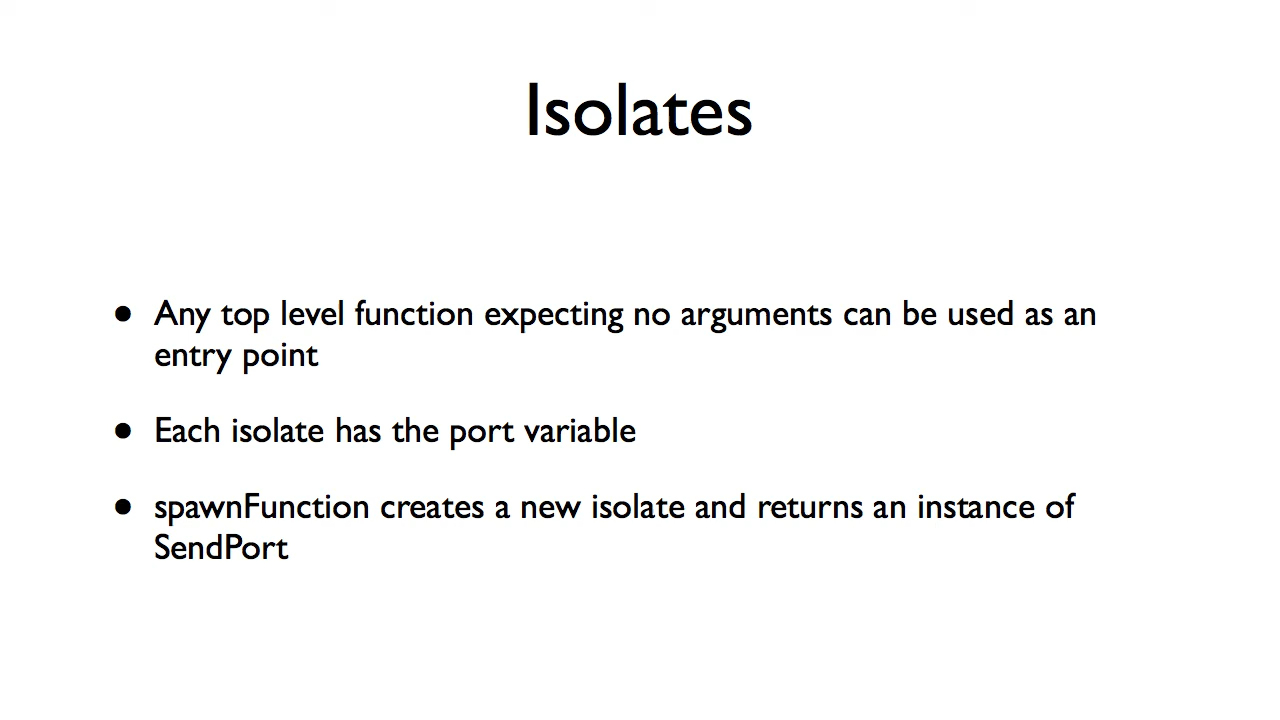 Isolates
• Any top level function expecting no arguments can be used as an
entry point
• Each isolate has the port variable
• spawnFunction creates a new isolate and returns an instance of
SendPort